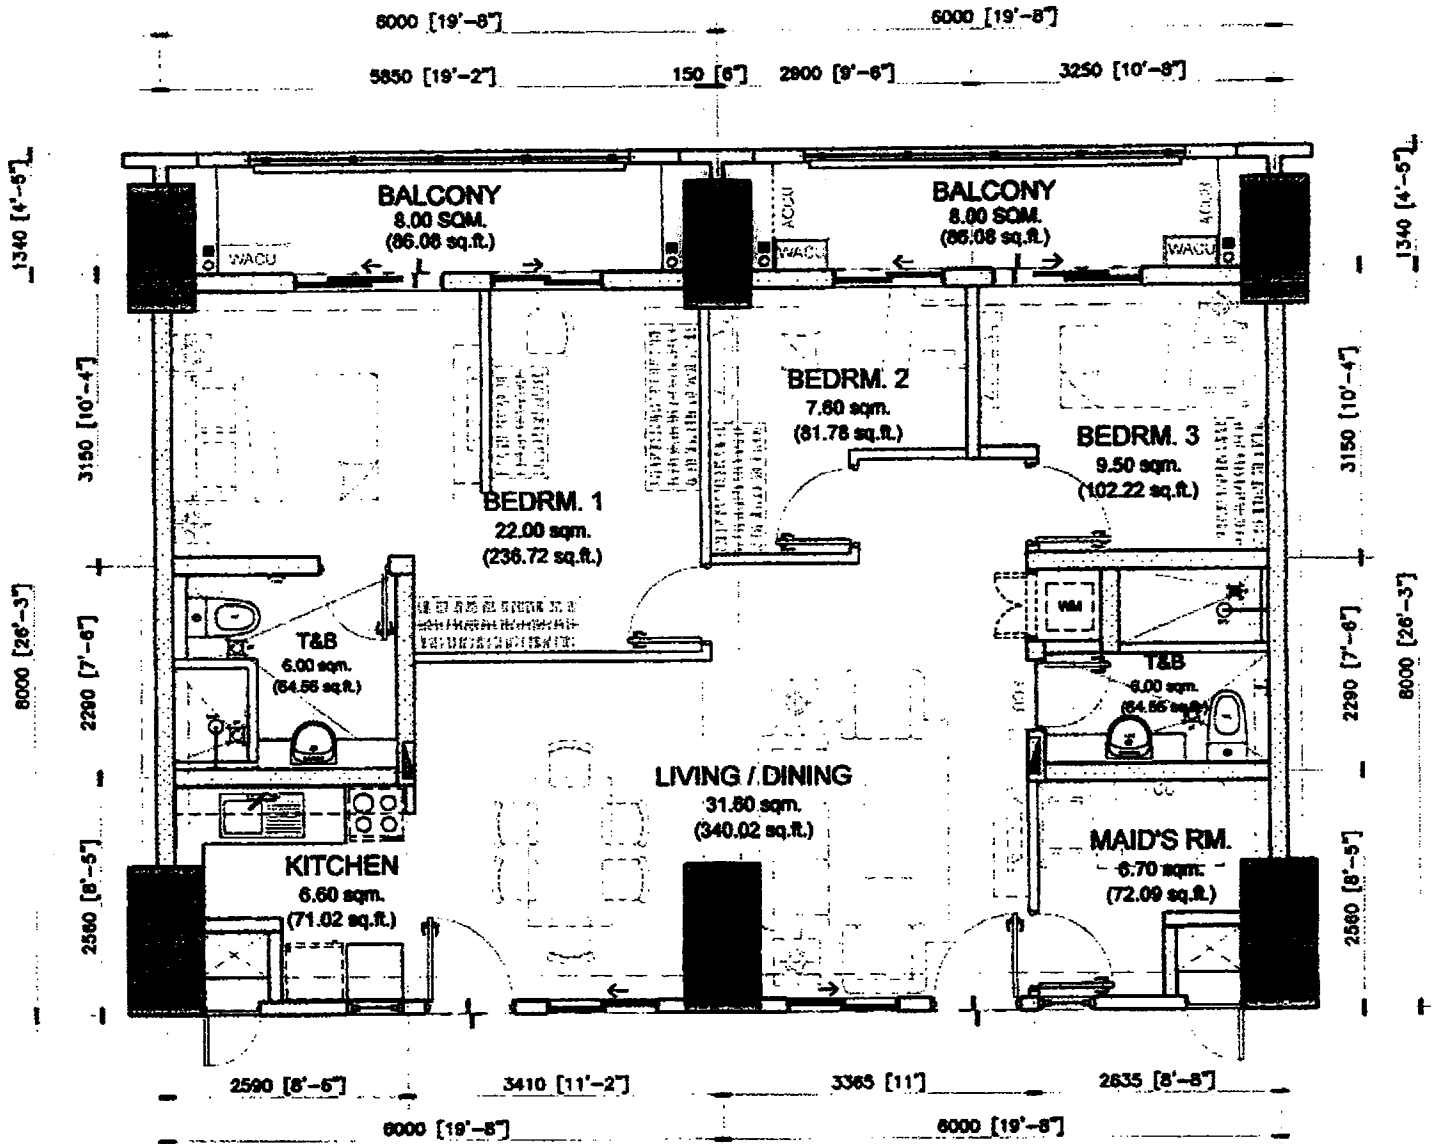 6000 [19'-8"]
6000 [19'-8"]
5850 [19'-2"]
150 [6"]
2900 [9'-6"]
3250 [10'-8"]
1340 [4'-5"]
1340 [4'-5"]
BALCONY
8.00 SQM.
(86.08 sq.ft.)
BALCONY
8.00 SQM.
(86.08 sq.ft.)
ACCU
ACCU
WACU
WACU
WACU
3150 [10'-4"]
3150 [10'-4"]
BEDRM. 2
7.60 sqm.
(81.78 sq.ft.)
BEDRM. 3
9.50 sqm.
(102.22 sq.ft.)
BEDRM. 1
22.00 sqm.
(236.72 sq.ft.)
8000 [26'-3"]
8000 [26'-3"]
2290 [7'-6"]
2290 [7'-6"]
WM
T&B
6.00 sqm.
(64.56 sq.ft.)
T&B
6.00 sqm.
(64.56 sq.ft.)
LIVING / DINING
31.60 sqm.
(340.02 sq.ft.)
KITCHEN
6.60 sqm.
(71.02 sq.ft.)
MAID'S RM.
6.70 sqm.
(72.09 sq.ft.)
2560 [8'-5"]
2560 [8'-5"]
2590 [8'-6"]
3410 [11'-2"]
3365 [11']
2635 [8'-8"]
6000 [19'-8"]
6000 [19'-8"]